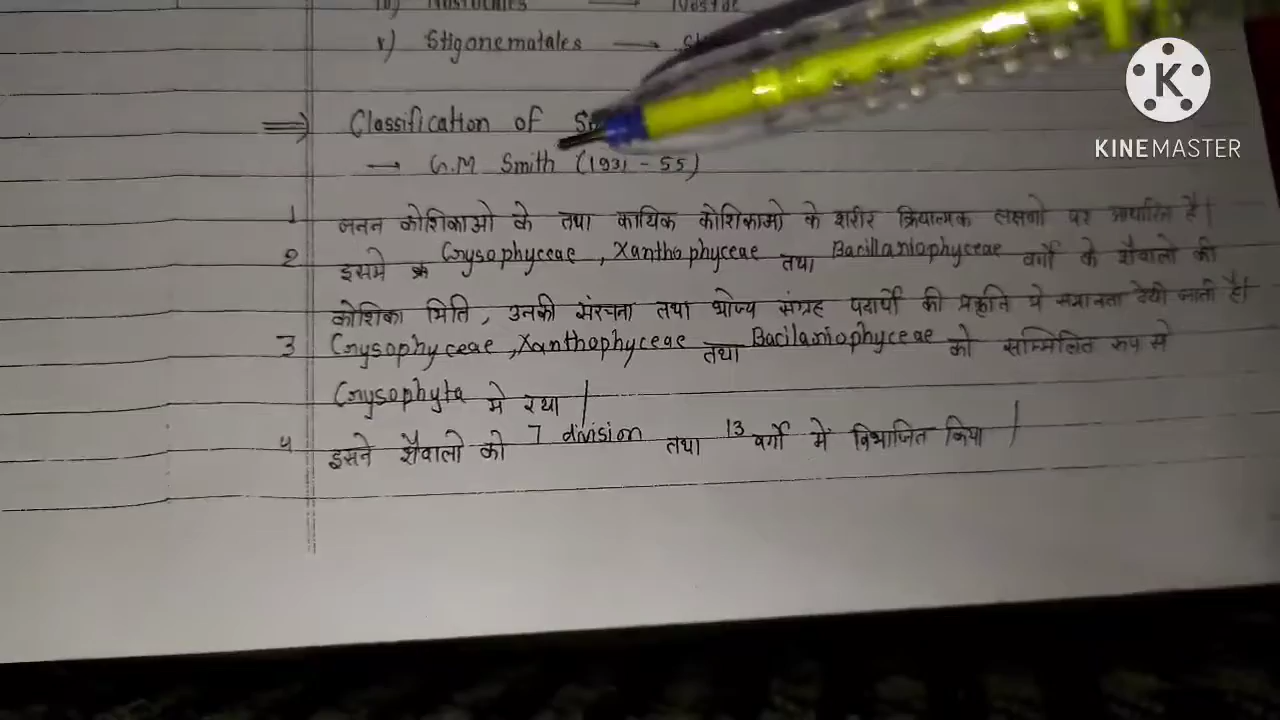 v) Stigonematales →
⇒ Classification of
→ G.M Smith (1931 - 55)
K
KINEMASTER
1 जनन कोशिकाओ के तथा कायिक कोशिकाओ के शरीर क्रियात्मक लक्षणो पर आधारित है।
2 इसमे Crysophyceae, Xanthophyceae तथा Bacillariophyceae वर्गो के शैवालो की
कोशिका भिति, उनकी संरचना तथा भोज्य संग्रह पदार्थो की प्रकृति मे समानता देखी जाती है।
3 Crysophyceae, Xanthophyceae तथा Bacilariophyceae को सम्मिलित रूप से
Crysophyta मे रखा |
4 इसने शैवालो को 7 division तथा 13 वर्गो में विभाजित किया |